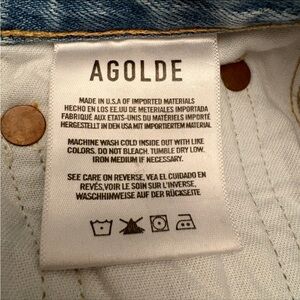 AGOLDE
MADE IN U.S.A OF IMPORTED MATERIALS
HECHO EN LOS EE.UU DE METERIALES IMPORTADA
FABRIQUÉ AUX ETATS-UNIS DU MATÉRIELS IMPORTÉ
HERGESTELLT IN DEN USA MIT IMPORTIERTEM MATERIAL
MACHINE WASH COLD INSIDE OUT WITH LIKE
COLORS. DO NOT BLEACH. TUMBLE DRY LOW.
IRON MEDIUM IF NECESSARY.
SEE CARE ON REVERSE, VEA EL CUIDADO EN
REVÉS, VOIR LE SOIN SUR L'INVERSE,
WASCHHINWEISE AUF DER RÜCKSEITE